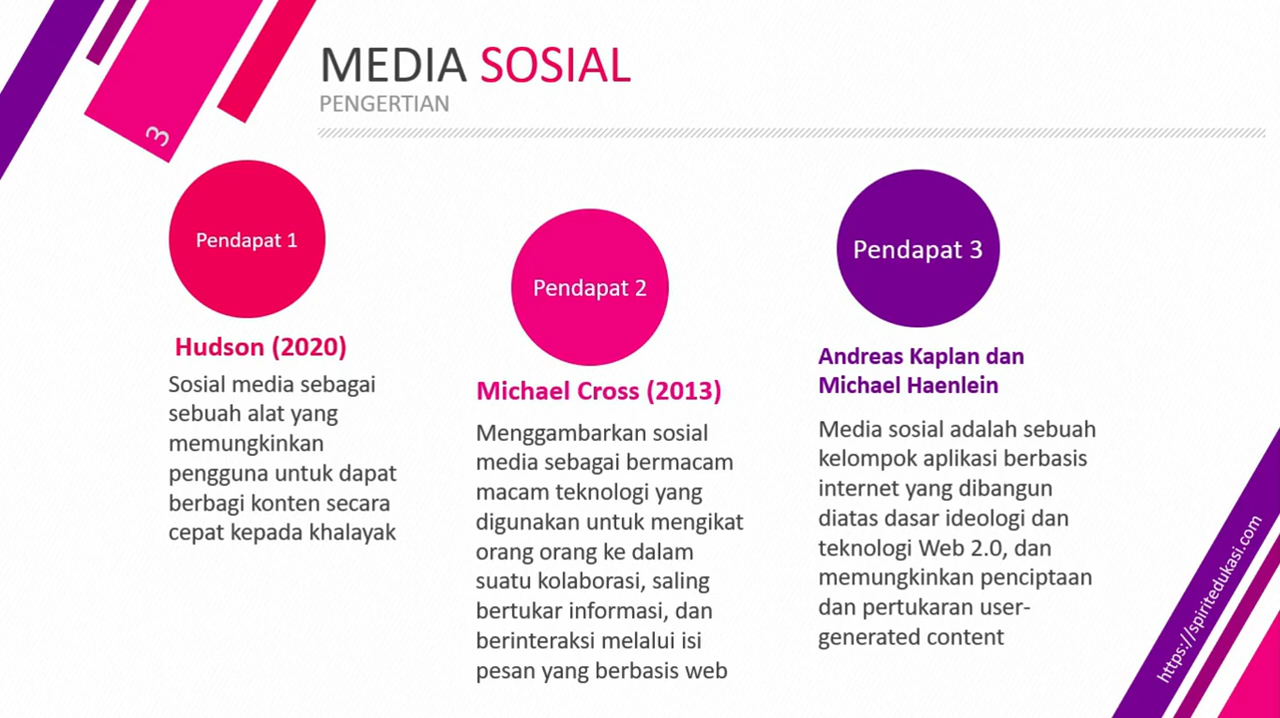 MEDIA SOSIAL
PENGERTIAN
3
Pendapat 1
Hudson (2020)
Sosial media sebagai
sebuah alat yang
memungkinkan
pengguna untuk dapat
berbagi konten secara
cepat kepada khalayak
Pendapat 2
Michael Cross (2013)
Menggambarkan sosial
media sebagai bermacam
macam teknologi yang
digunakan untuk mengikat
orang orang ke dalam
suatu kolaborasi, saling
bertukar informasi, dan
berinteraksi melalui isi
pesan yang berbasis web
Pendapat 3
Andreas Kaplan dan
Michael Haenlein
Media sosial adalah sebuah
kelompok aplikasi berbasis
internet yang dibangun
diatas dasar ideologi dan
teknologi Web 2.0, dan
memungkinkan penciptaan
dan pertukaran user-
generated content
https://spiritedukasi.com